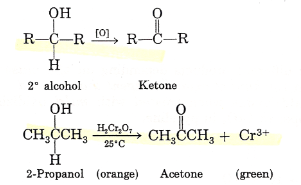 OH
O
R—C—R [O] R—C—R
H
2° alcohol Ketone
OH
O
CH₃CCH₃ H₂Cr₂O₇ CH₃CCH₃ + Cr³⁺
25°C
H
2-Propanol (orange) Acetone (green)